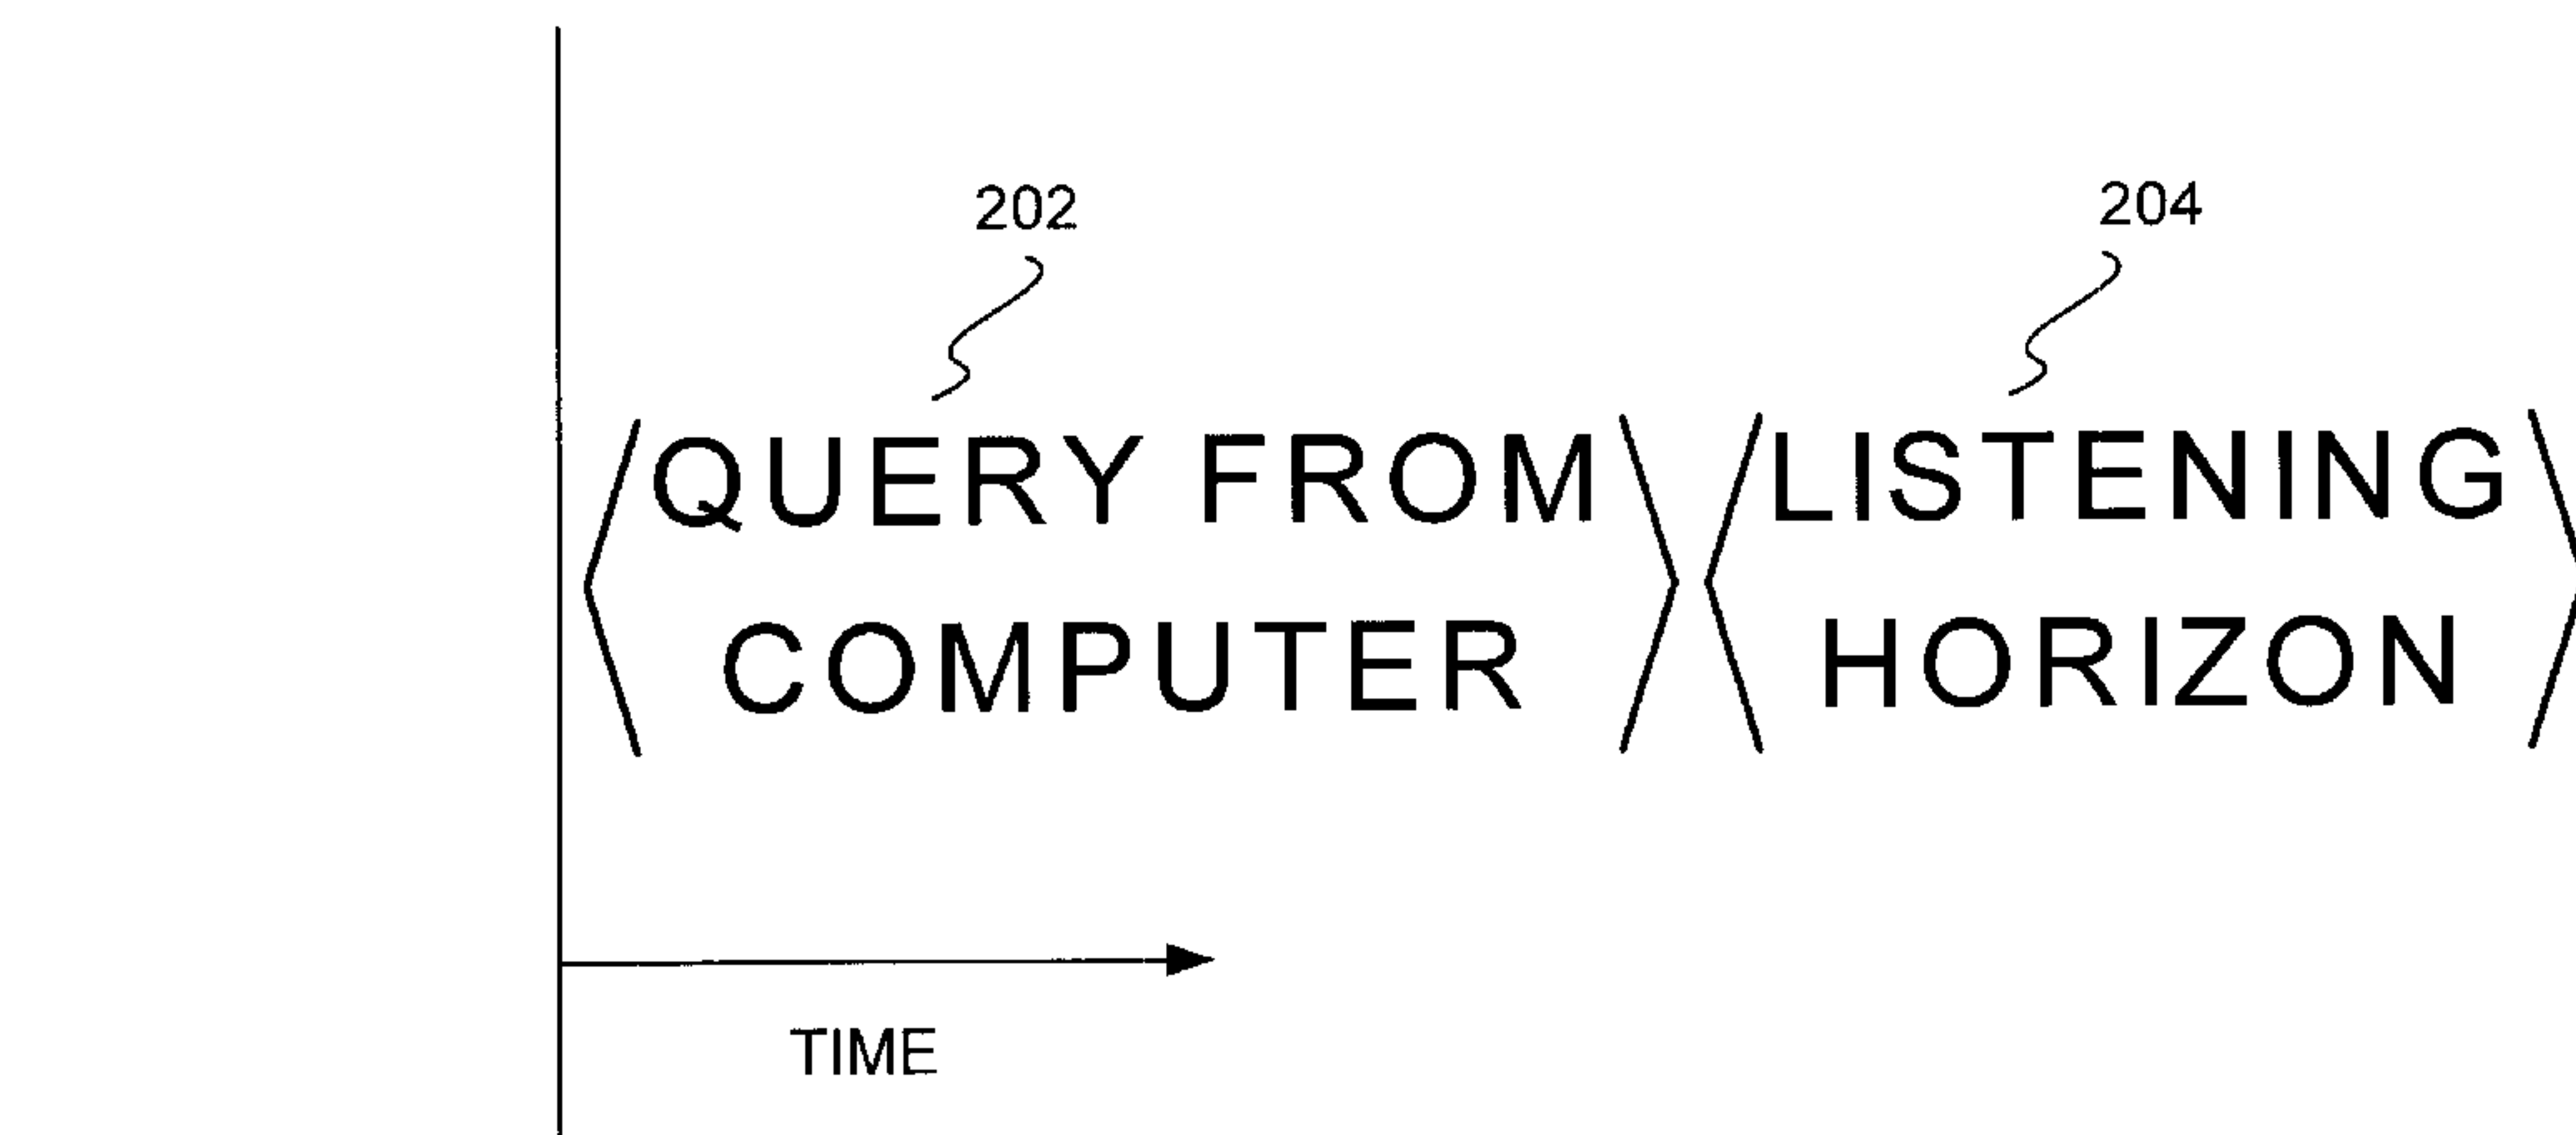 202
204
QUERY FROM
COMPUTER
LISTENING
HORIZON
TIME